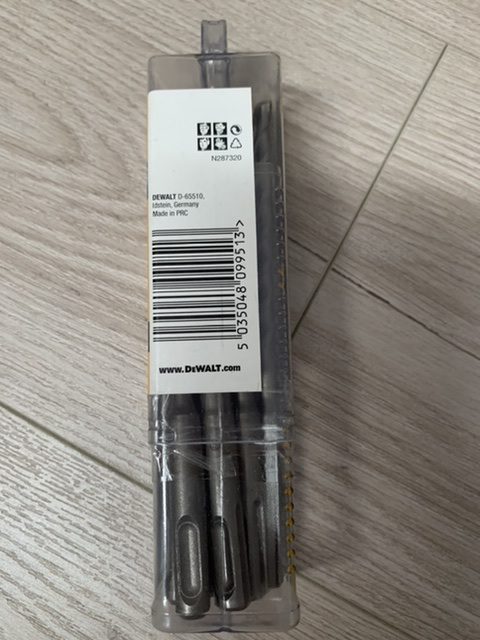 N287320
DEWALT D-65510,
Idstein, Germany
Made in PRC
5 035048 099513 >
www.DEWALT.com